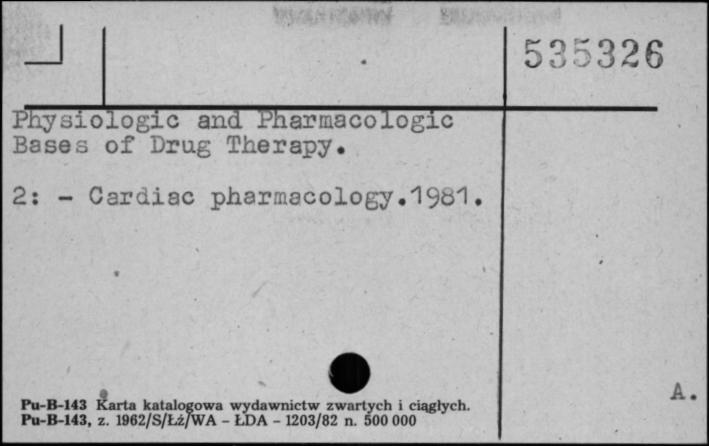 535326
Physiologic and Pharmacologic
Bases of Drug Therapy.
2: - Cardiac pharmacology.1981.
A.
Pu-B-143 Karta katalogowa wydawnictw zwartych i ciągłych.
Pu-B-143, z. 1962/S/Łż/WA - ŁDA - 1203/82 n. 500 000